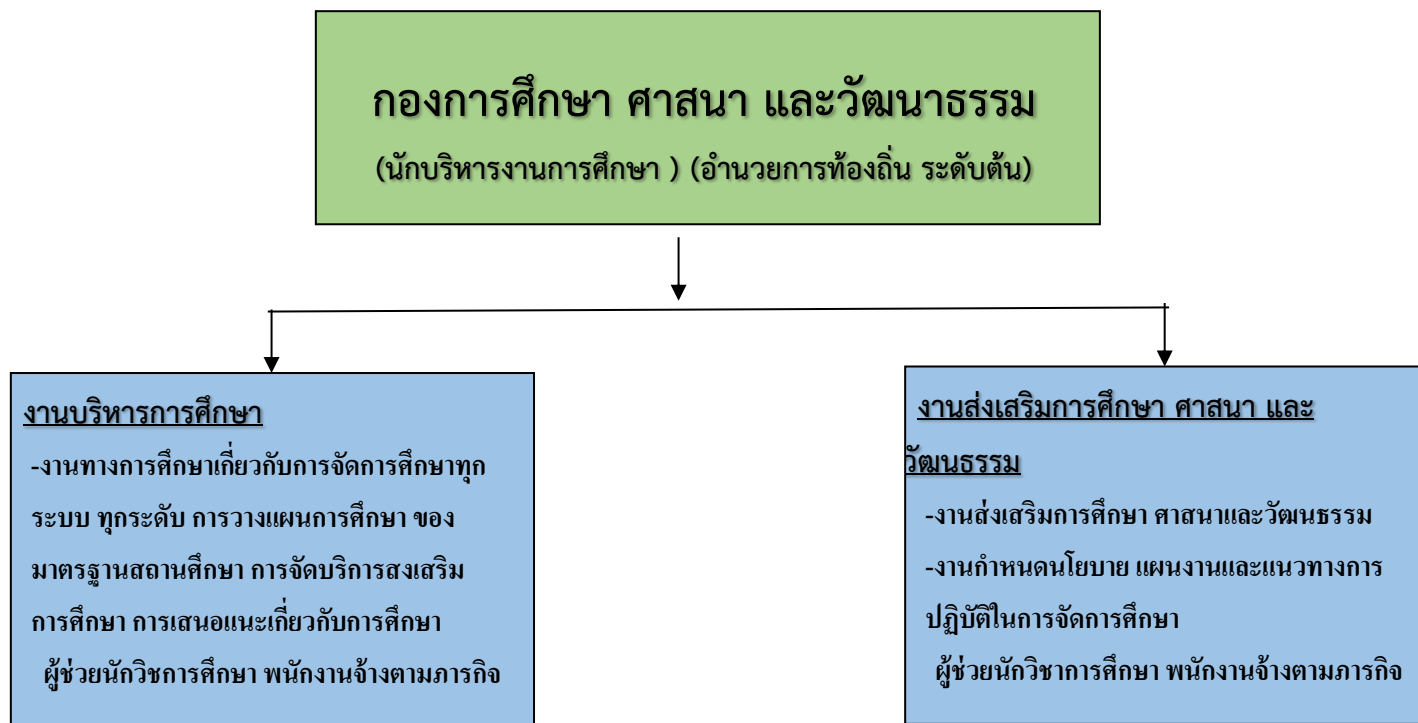 กองการศึกษา ศาสนา และวัฒนาธรรม
(นักบริหารงานการศึกษา ) (อำนวยการท้องถิ่น ระดับต้น)
งานบริหารการศึกษา
-งานทางการศึกษาเกี่ยวกับการจัดการศึกษาทุก
ระบบ ทุกระดับ การวางแผนการศึกษา ของ
มาตรฐานสถานศึกษา การจัดบริการสงเสริม
การศึกษา การเสนอแนะเกี่ยวกับการศึกษา
ผู้ช่วยนักวิชการศึกษา พนักงานจ้างตามภารกิจ
งานส่งเสริมการศึกษา ศาสนา และ
วัฒนธรรม
-งานส่งเสริมการศึกษา ศาสนาและวัฒนธรรม
-งานกำหนดนโยบาย แผนงานและแนวทางการ
ปฏิบัติในการจัดการศึกษา
ผู้ช่วยนักวิชาการศึกษา พนักงานจ้างตามภารกิจ